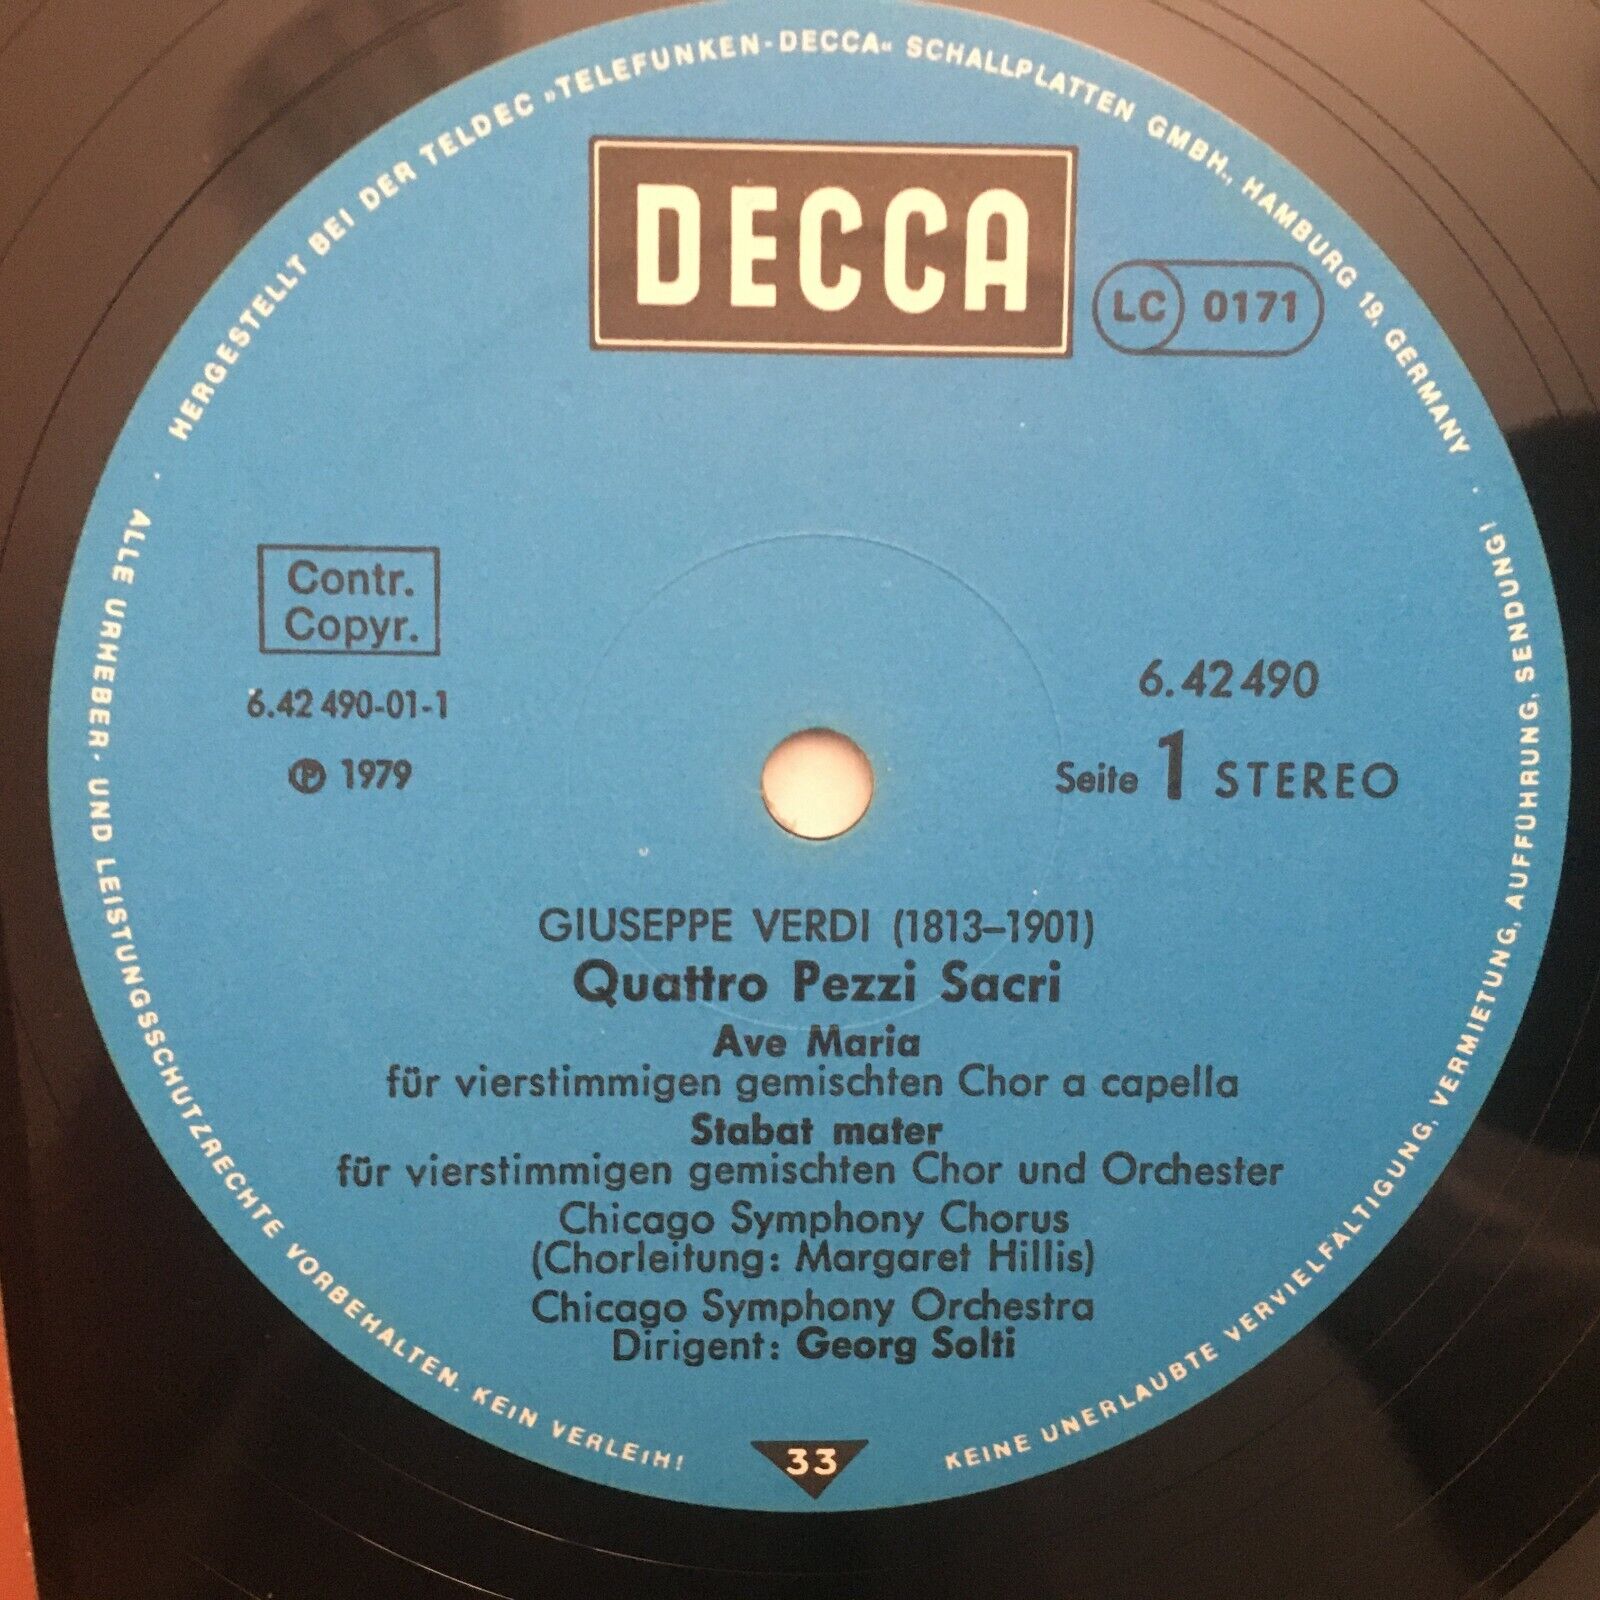 HERGESTELLT BEI DER TELDEC »TELEFUNKEN-DECCA« SCHALLPLATTEN GMBH., HAMBURG 19, GERMANY
DECCA
LC 0171
Contr.
Copyr.
6.42 490-01-1
℗ 1979
6.42490
Seite 1 STEREO
GIUSEPPE VERDI (1813–1901)
Quattro Pezzi Sacri
Ave Maria
für vierstimmigen gemischten Chor a capella
Stabat mater
für vierstimmigen gemischten Chor und Orchester
Chicago Symphony Chorus
(Chorleitung: Margaret Hillis)
Chicago Symphony Orchestra
Dirigent: Georg Solti
33
ALLE URHEBER- UND LEISTUNGSSCHUTZRECHTE VORBEHALTEN. KEIN VERLEIH!
KEINE UNERLAUBTE VERVIELFÄLTIGUNG, VERMIETUNG, AUFFÜHRUNG, SENDUNG!